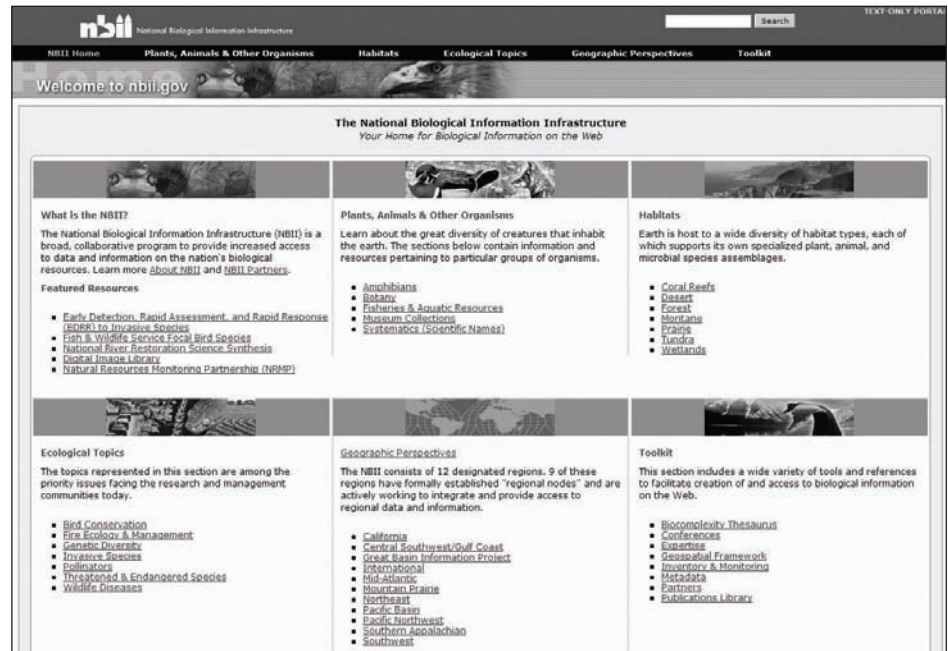 TEXT-ONLY PORTA
nbii National Biological Information Infrastructure
Search
NBII Home Plants, Animals & Other Organisms Habitats Ecological Topics Geographic Perspectives Toolkit
Home
Welcome to nbii.gov
The National Biological Information Infrastructure
Your Home for Biological Information on the Web
What is the NBII?
The National Biological Information Infrastructure (NBII) is a
broad, collaborative program to provide increased access
to data and information on the nation's biological
resources. Learn more About NBII and NBII Partners.
Featured Resources
Early Detection, Rapid Assessment, and Rapid Response
(EDRR) to Invasive Species
Fish & Wildlife Service Focal Bird Species
National River Restoration Science Synthesis
Digital Image Library
Natural Resources Monitoring Partnership (NRMP)
Plants, Animals & Other Organisms
Learn about the great diversity of creatures that inhabit
the earth. The sections below contain information and
resources pertaining to particular groups of organisms.
Amphibians
Botany
Fisheries & Aquatic Resources
Museum Collections
Systematics (Scientific Names)
Habitats
Earth is host to a wide diversity of habitat types, each of
which supports its own specialized plant, animal, and
microbial species assemblages.
Coral Reefs
Desert
Forest
Montane
Prairie
Tundra
Wetlands
Ecological Topics
The topics represented in this section are among the
priority issues facing the research and management
communities today.
Bird Conservation
Fire Ecology & Management
Genetic Diversity
Invasive Species
Pollinators
Threatened & Endangered Species
Wildlife Diseases
Geographic Perspectives
The NBII consists of 12 designated regions. 9 of these
regions have formally established "regional nodes" and are
actively working to integrate and provide access to
regional data and information.
California
Central Southwest/Gulf Coast
Great Basin Information Project
International
Mid-Atlantic
Mountain Prairie
Northeast
Pacific Basin
Pacific Northwest
Southern Appalachian
Southwest
Toolkit
This section includes a wide variety of tools and references
to facilitate creation of and access to biological information
on the Web.
Biocomplexity Thesaurus
Conferences
Expertise
Geospatial Framework
Inventory & Monitoring
Metadata
Partners
Publications Library